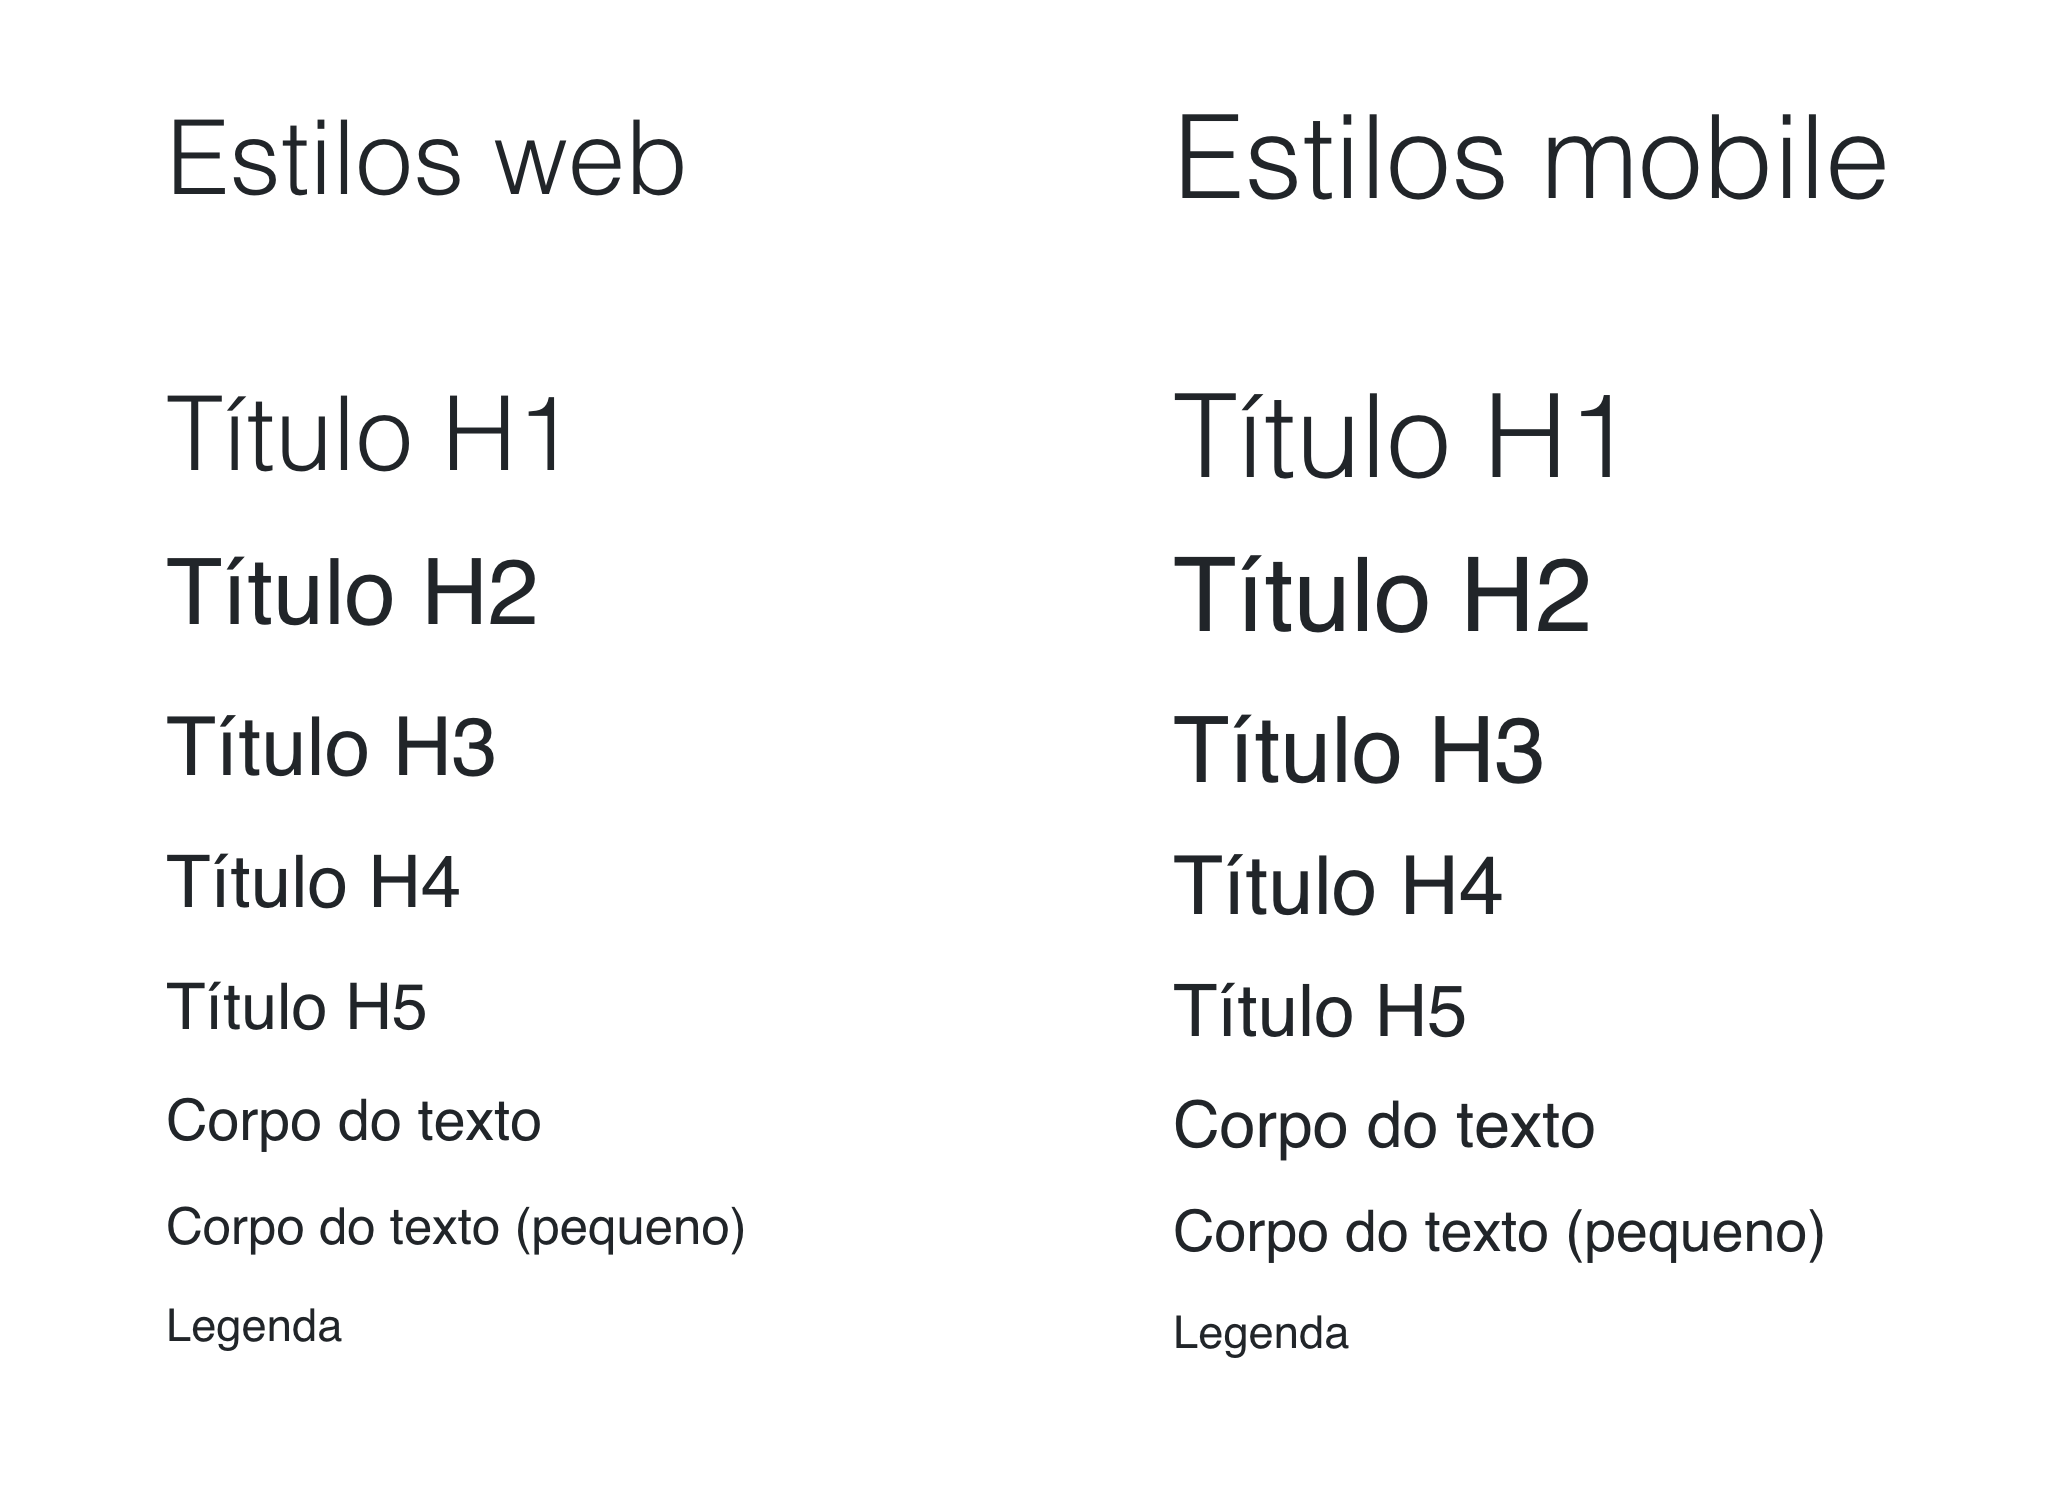 Estilos web
Título H1
Título H2
Título H3
Título H4
Título H5
Corpo do texto
Corpo do texto (pequeno)
Legenda
Estilos mobile
Título H1
Título H2
Título H3
Título H4
Título H5
Corpo do texto
Corpo do texto (pequeno)
Legenda